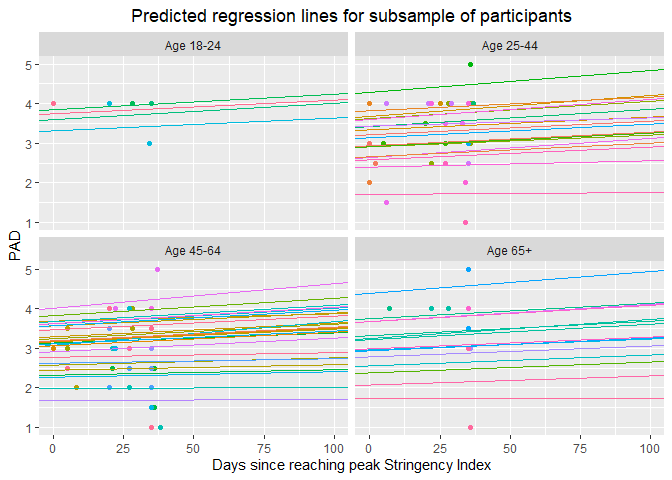 Predicted regression lines for subsample of participants
Age 18-24
Age 25-44
5
4
3
2
1
PAD
Age 45-64
Age 65+
5
4
3
2
1
0 25 50 75 100
0 25 50 75 100
Days since reaching peak Stringency Index